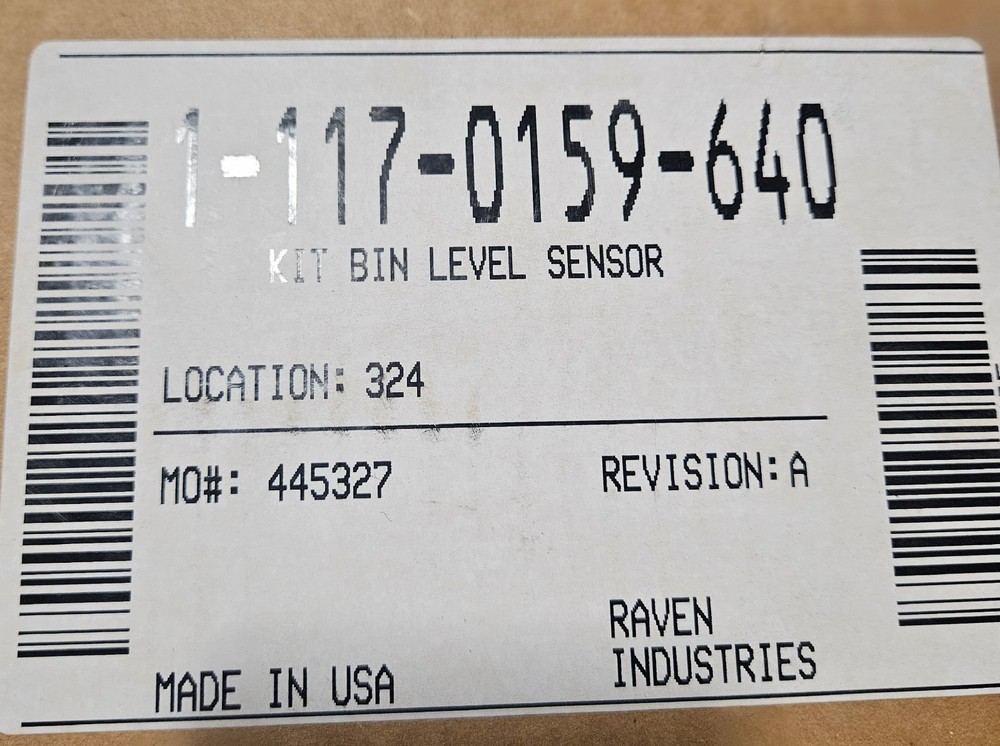 1-117-0159-640
KIT BIN LEVEL SENSOR
LOCATION: 324
MO#: 445327
REVISION: A
RAVEN
INDUSTRIES
MADE IN USA